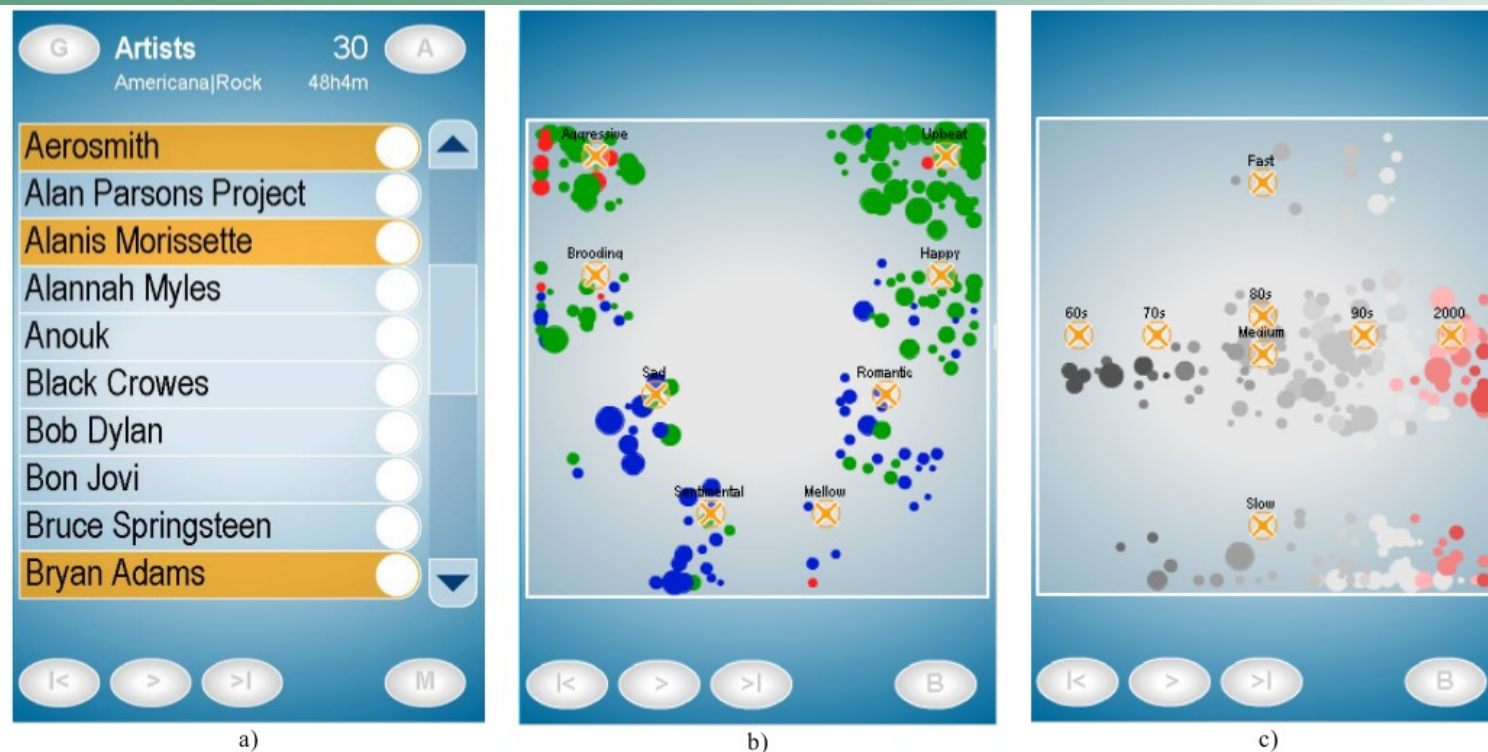 G Artists 30 A
Americana|Rock 48h4m
Aerosmith
Alan Parsons Project
Alanis Morissette
Alannah Myles
Anouk
Black Crowes
Bob Dylan
Bon Jovi
Bruce Springsteen
Bryan Adams
|< > >| M
a)
Aggressive Upbeat
Brooding Happy
Sad Romantic
Sentimental Mellow
|< > >| B
b)
Fast
80s
60s 70s 90s 2000
Medium
Slow
|< > >| B
c)